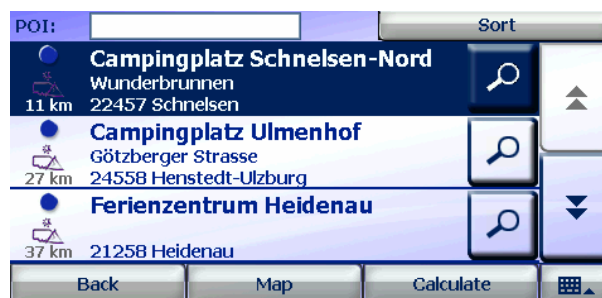 POI:
Sort
Campingplatz Schnelsen-Nord
Wunderbrunnen
11 km 22457 Schnelsen
Campingplatz Ulmenhof
Götzberger Strasse
27 km 24558 Henstedt-Ulzburg
Ferienzentrum Heidenau
37 km 21258 Heidenau
Back
Map
Calculate